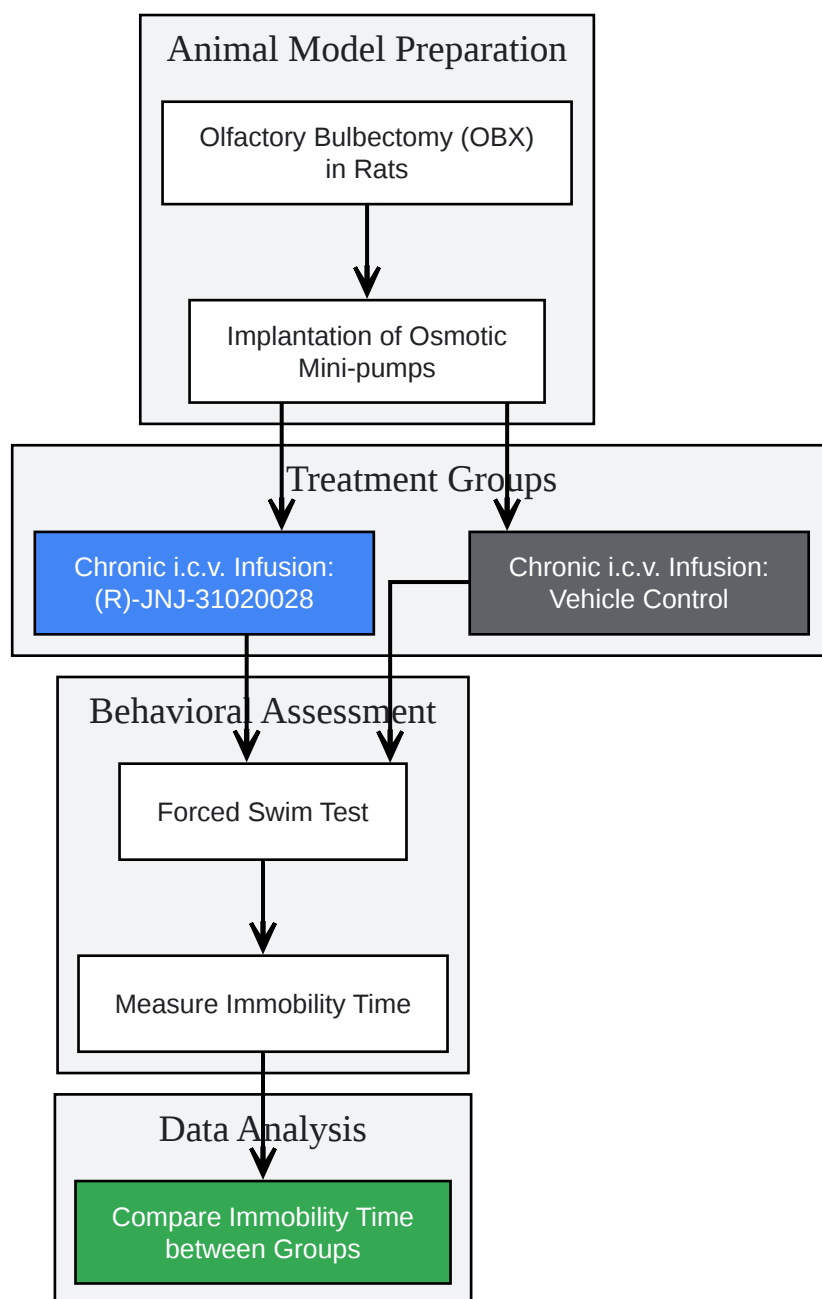 Animal Model Preparation
Olfactory Bulbectomy (OBX)
in Rats
Implantation of Osmotic
Mini-pumps
Treatment Groups
Chronic i.c.v. Infusion:
(R)-JNJ-31020028
Chronic i.c.v. Infusion:
Vehicle Control
Behavioral Assessment
Forced Swim Test
Measure Immobility Time
Data Analysis
Compare Immobility Time
between Groups